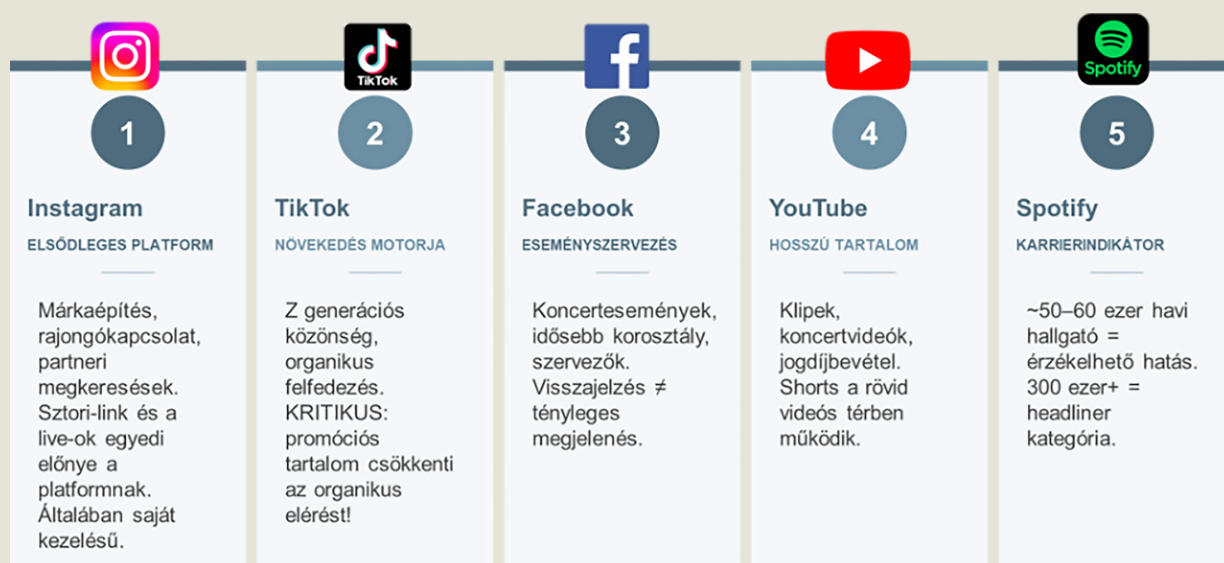 TikTok
Spotify
1
Instagram
ELSŐDLEGES PLATFORM
Márkaépítés,
rajongókapcsolat,
partneri
megkeresések.
Sztori-link és a
live-ok egyedi
előnye a
platformnak.
Általában saját
kezelésű.
2
TikTok
NÖVEKEDÉS MOTORJA
Z generációs
közönség,
organikus
felfedezés.
KRITIKUS:
promóciós
tartalom csökkenti
az organikus
elérést!
3
Facebook
ESEMÉNYSZERVEZÉS
Koncertesemények,
idősebb korosztály,
szervezők.
Visszajelzés ≠
tényleges
megjelenés.
4
YouTube
HOSSZÚ TARTALOM
Klipek,
koncertvideók,
jogdíjbevétel.
Shorts a rövid
videós térben
működik.
5
Spotify
KARRIERINDIKÁTOR
~50–60 ezer havi
hallgató =
érzékelhető hatás.
300 ezer+ =
headliner
kategória.